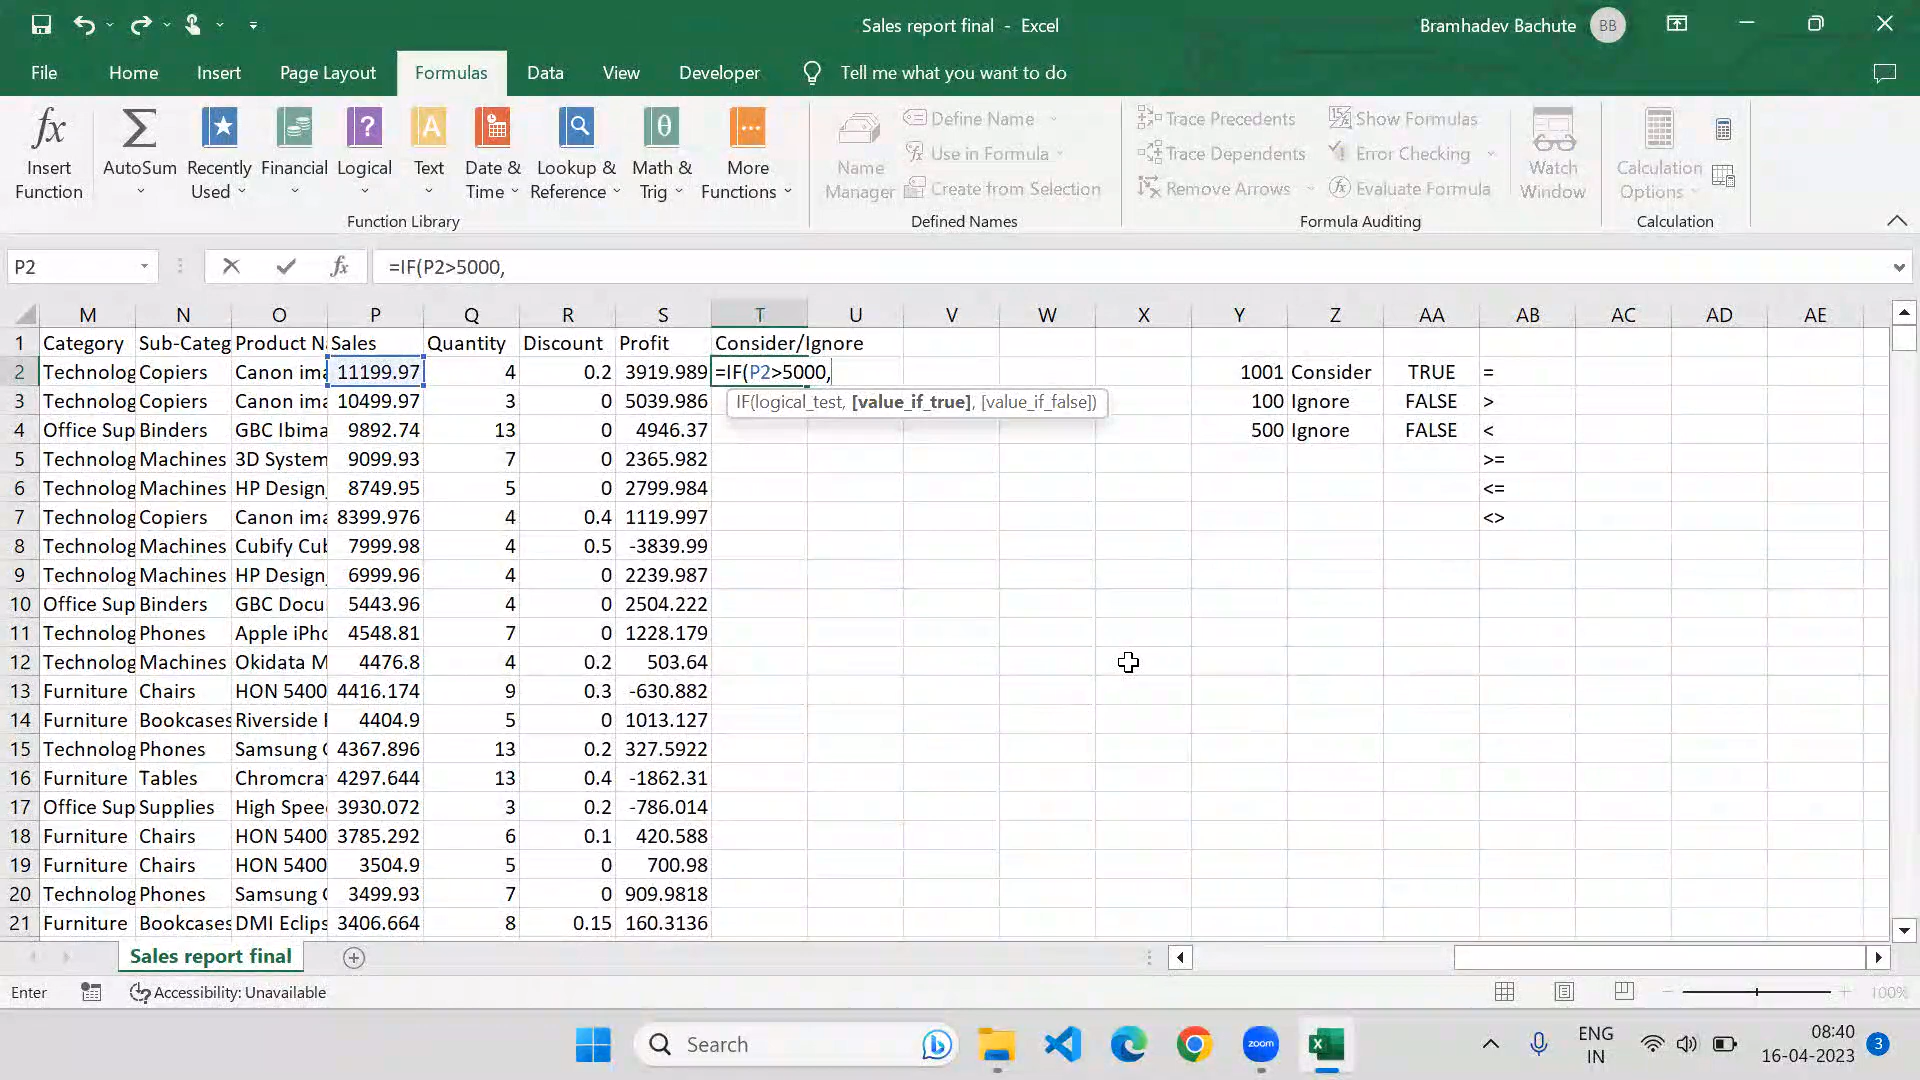 Sales report final - Excel
Bramhadev Bachute BB
File Home Insert Page Layout Formulas Data View Developer Tell me what you want to do
fx Σ ? A θ
Insert Function AutoSum Recently Used Financial Logical Text Date & Time Lookup & Reference Math & Trig More Functions
Function Library
Name Manager Define Name Use in Formula Create from Selection
Defined Names
Trace Precedents Trace Dependents Remove Arrows Show Formulas Error Checking Evaluate Formula
Formula Auditing
Watch Window
Calculation Options
Calculation
P2 fx =IF(P2>5000,
M N O P Q R S T U V W X Y Z AA AB AC AD AE
1 Category Sub-Categ Product Na Sales Quantity Discount Profit Consider/Ignore
2 Technolog Copiers Canon ima 11199.97 4 0.2 3919.989 =IF(P2>5000, 1001 Consider TRUE =
3 Technolog Copiers Canon ima 10499.97 3 0 5039.986 IF(logical_test, [value_if_true], [value_if_false]) 100 Ignore FALSE >
4 Office Sup Binders GBC Ibima 9892.74 13 0 4946.37 500 Ignore FALSE <
5 Technolog Machines 3D System 9099.93 7 0 2365.982 >=
6 Technolog Machines HP Design 8749.95 5 0 2799.984 <=
7 Technolog Copiers Canon ima 8399.976 4 0.4 1119.997 <>
8 Technolog Machines Cubify Cub 7999.98 4 0.5 -3839.99
9 Technolog Machines HP Design 6999.96 4 0 2239.987
10 Office Sup Binders GBC Docu 5443.96 4 0 2504.222
11 Technolog Phones Apple iPho 4548.81 7 0 1228.179
12 Technolog Machines Okidata M 4476.8 4 0.2 503.64
13 Furniture Chairs HON 5400 4416.174 9 0.3 -630.882
14 Furniture Bookcases Riverside 4404.9 5 0 1013.127
15 Technolog Phones Samsung 4367.896 13 0.2 327.5922
16 Furniture Tables Chromcra 4297.644 13 0.4 -1862.31
17 Office Sup Supplies High Spee 3930.072 3 0.2 -786.014
18 Furniture Chairs HON 5400 3785.292 6 0.1 420.588
19 Furniture Chairs HON 5400 3504.9 5 0 700.98
20 Technolog Phones Samsung 3499.93 7 0 909.9818
21 Furniture Bookcases DMI Eclips 3406.664 8 0.15 160.3136
Sales report final
Enter Accessibility: Unavailable 100%
Search zoom ENG IN 08:40 16-04-2023 3